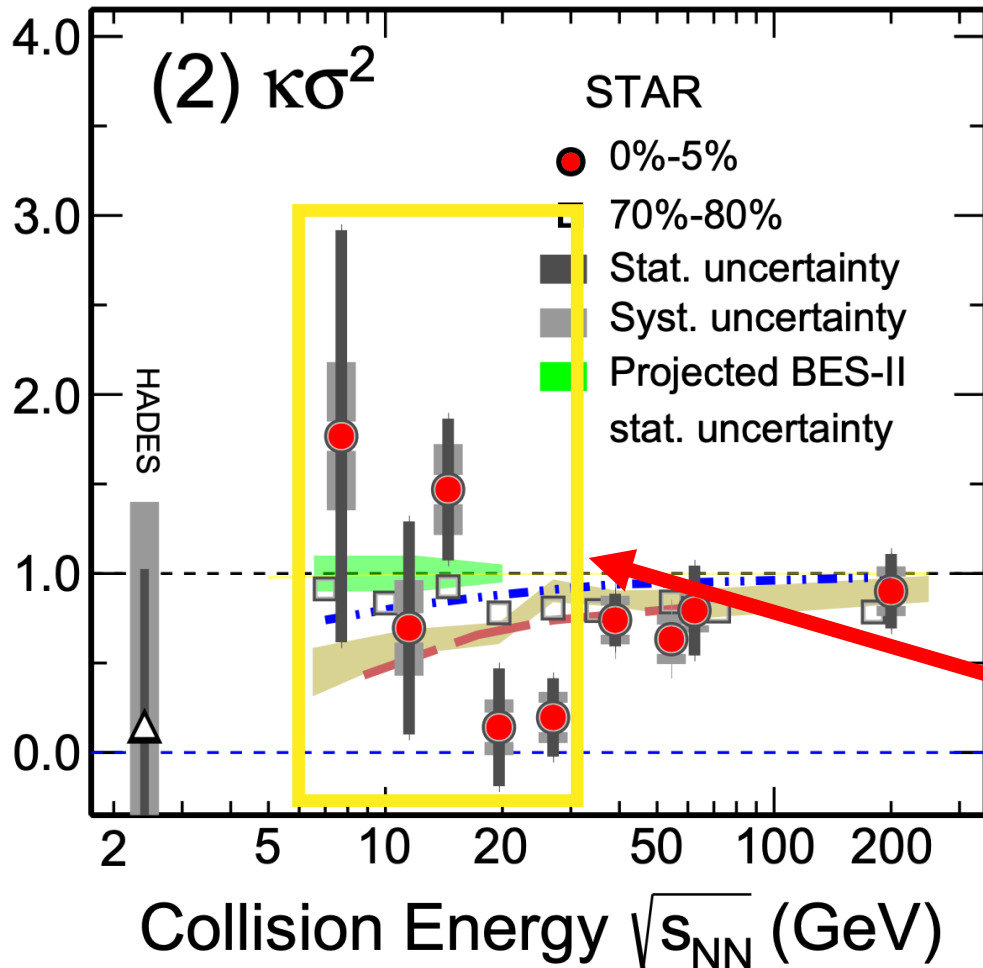 4.0
(2) κσ²
STAR
0%-5%
3.0
70%-80%
Stat. uncertainty
Syst. uncertainty
2.0
HADES
Projected BES-II
stat. uncertainty
1.0
0.0
2 5 10 20 50 100 200
Collision Energy √sNN (GeV)